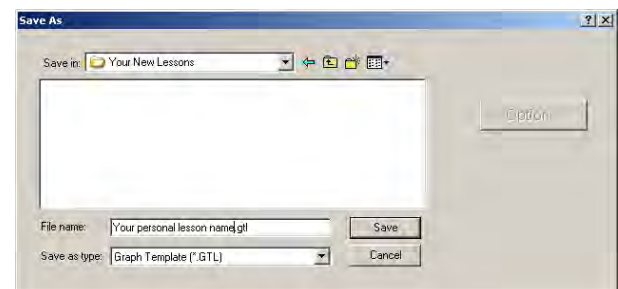 Save As
Save in: Your New Lessons
Option
File name: Your personal lesson name.gtl
Save
Save as type: Graph Template (*.GTL)
Cancel